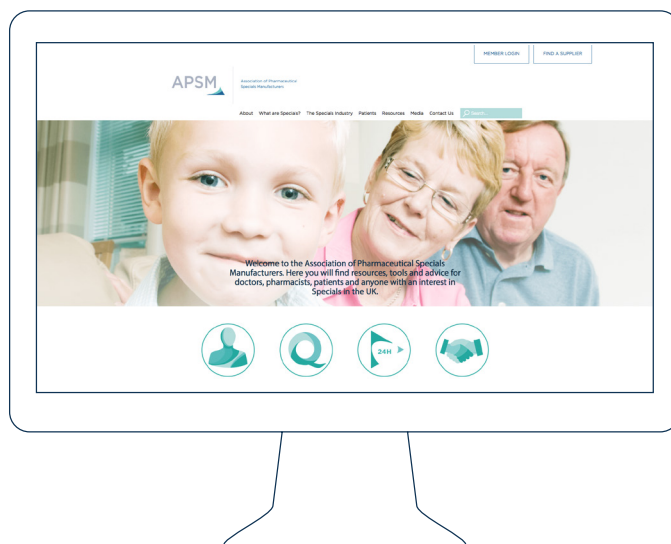 MEMBER LOGIN
FIND A SUPPLIER
APSM
Association of Pharmaceutical
Specials Manufacturers
About What are Specials? The Specials Industry Patients Resources Media Contact Us Search...
Welcome to the Association of Pharmaceutical Specials
Manufacturers. Here you will find resources, tools and advice for
doctors, pharmacists, patients and anyone with an interest in
Specials in the UK.
24H